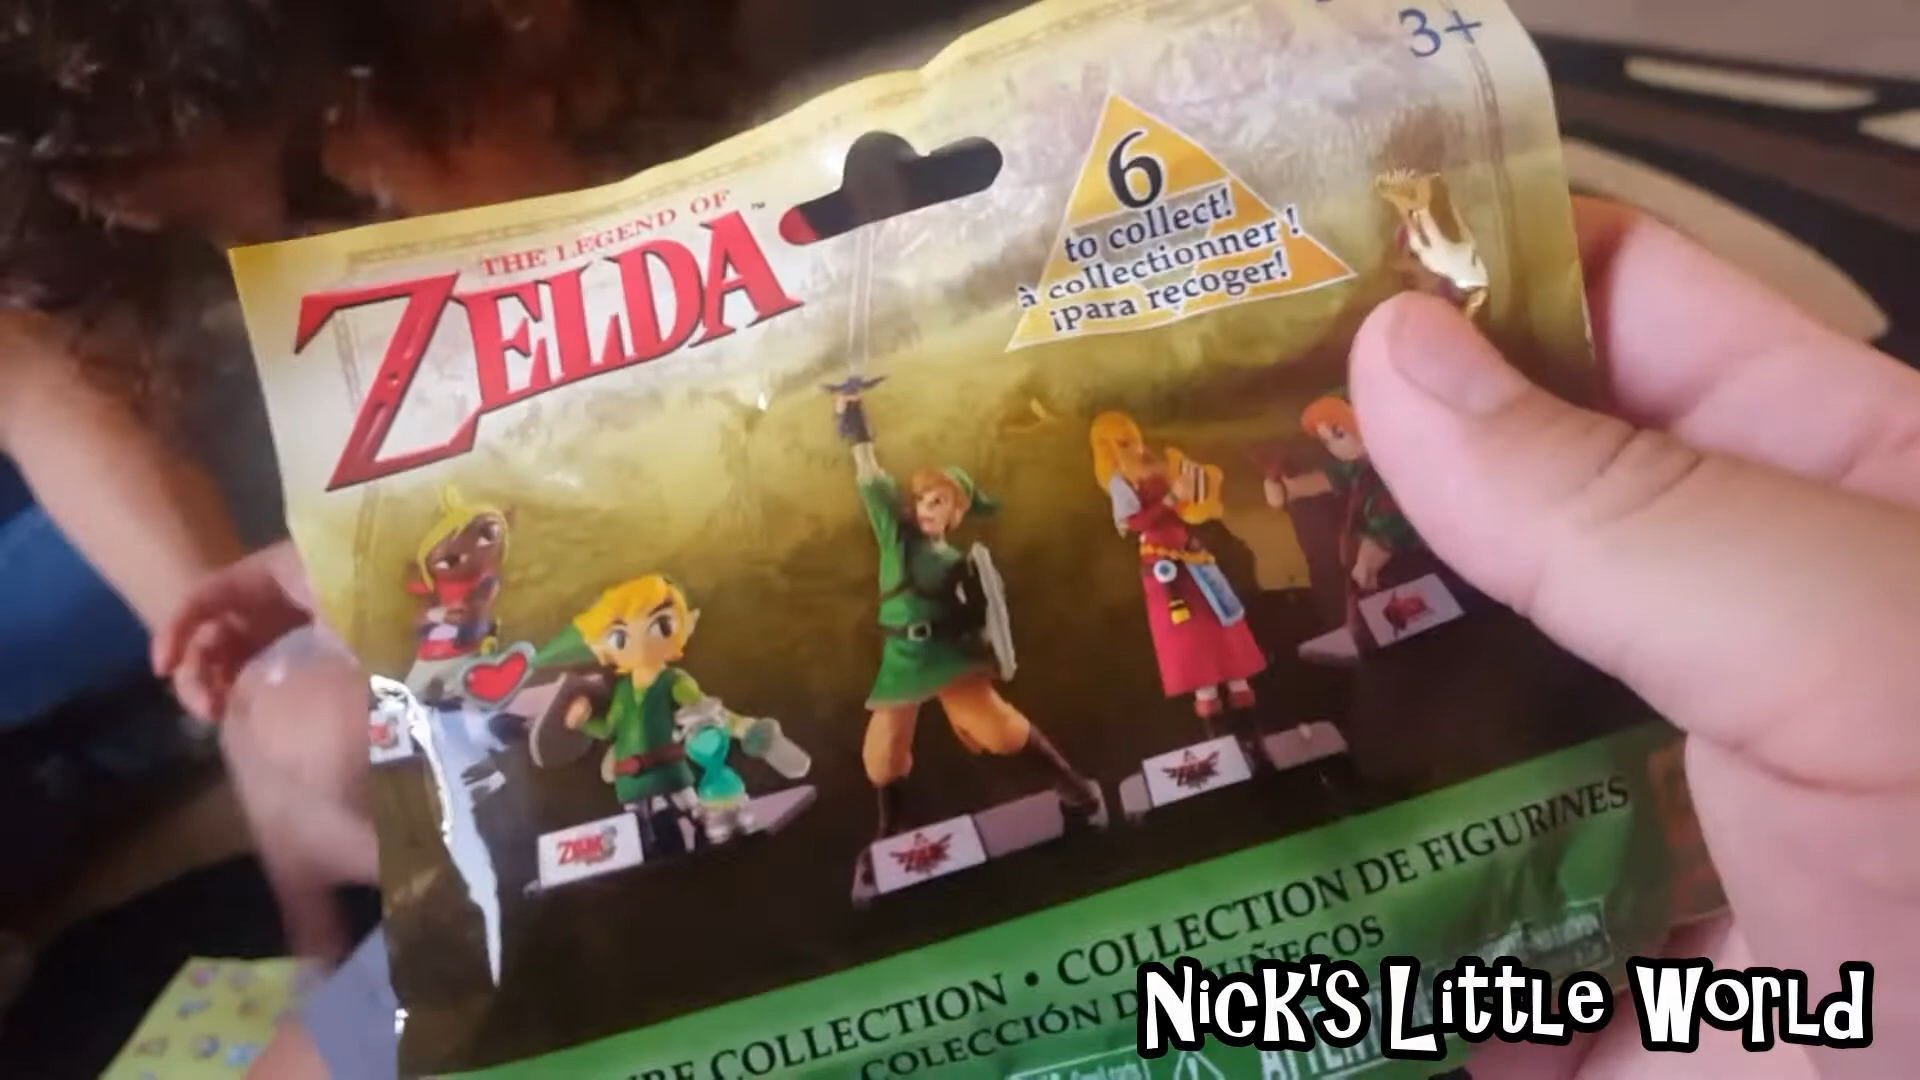 3+
THE LEGEND OF
ZELDA™
6
to collect!
à collectionner !
¡para recoger!
ZELDA
COLLECTION • COLLECTION DE FIGURINES
COLECCIÓN
NICK'S LITTLE WORLD